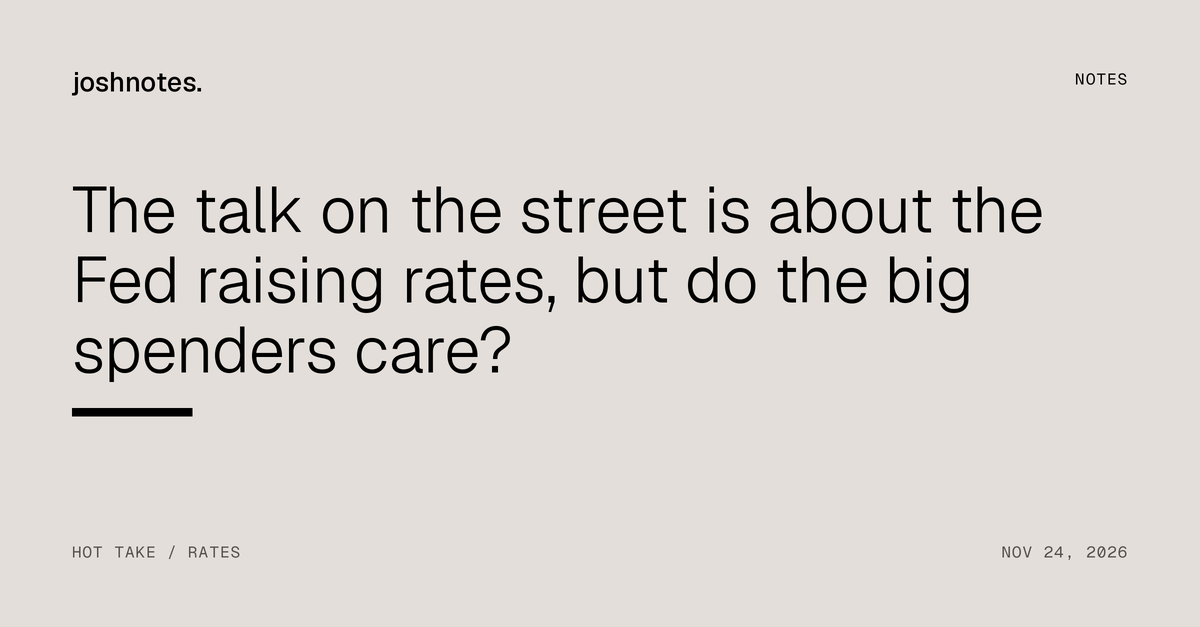 joshnotes.
NOTES
The talk on the street is about the
Fed raising rates, but do the big
spenders care?
HOT TAKE / RATES
NOV 24, 2026